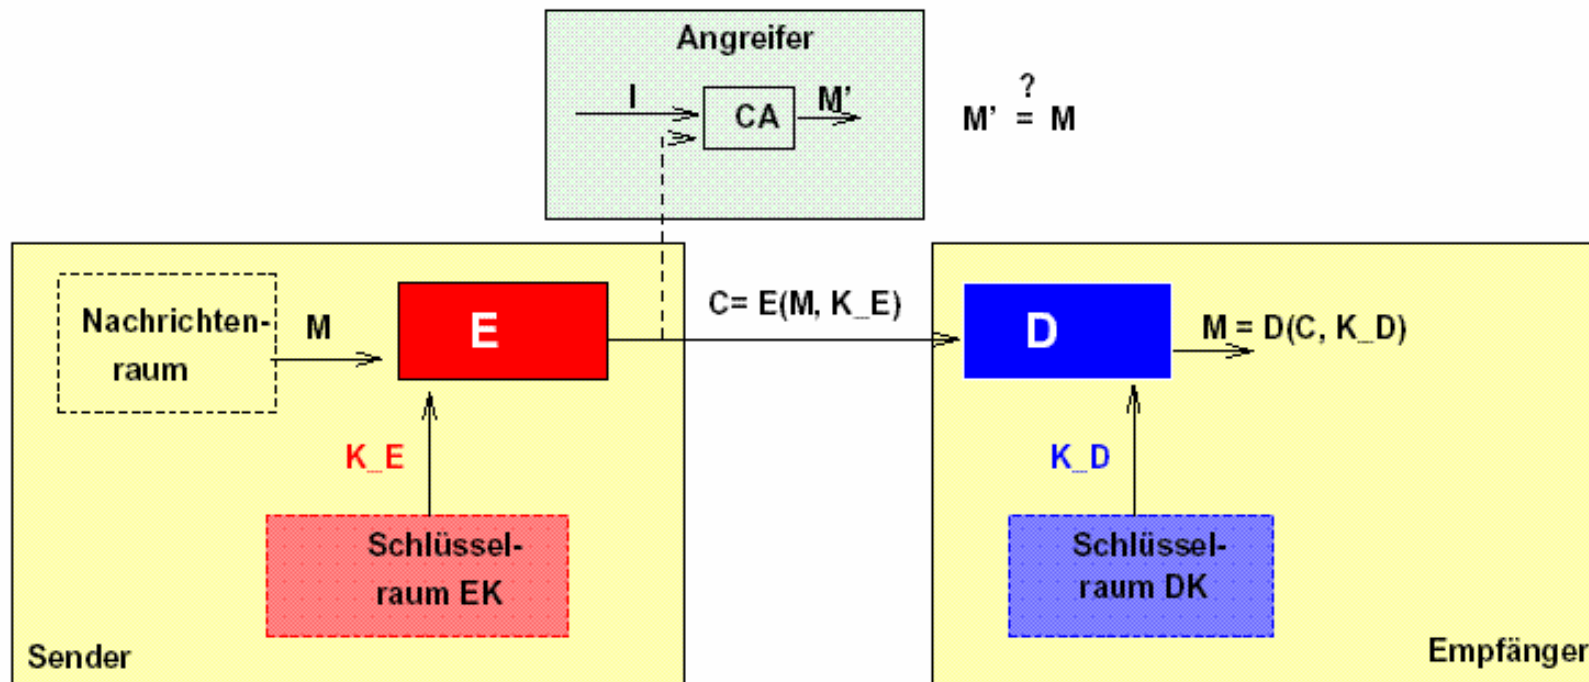 Angreifer
I
CA
M'
?
M' = M
Nachrichten-
raum
M
E
C= E(M, K_E)
D
M = D(C, K_D)
K_E
K_D
Schlüssel-
raum EK
Schlüssel-
raum DK
Sender
Empfänger